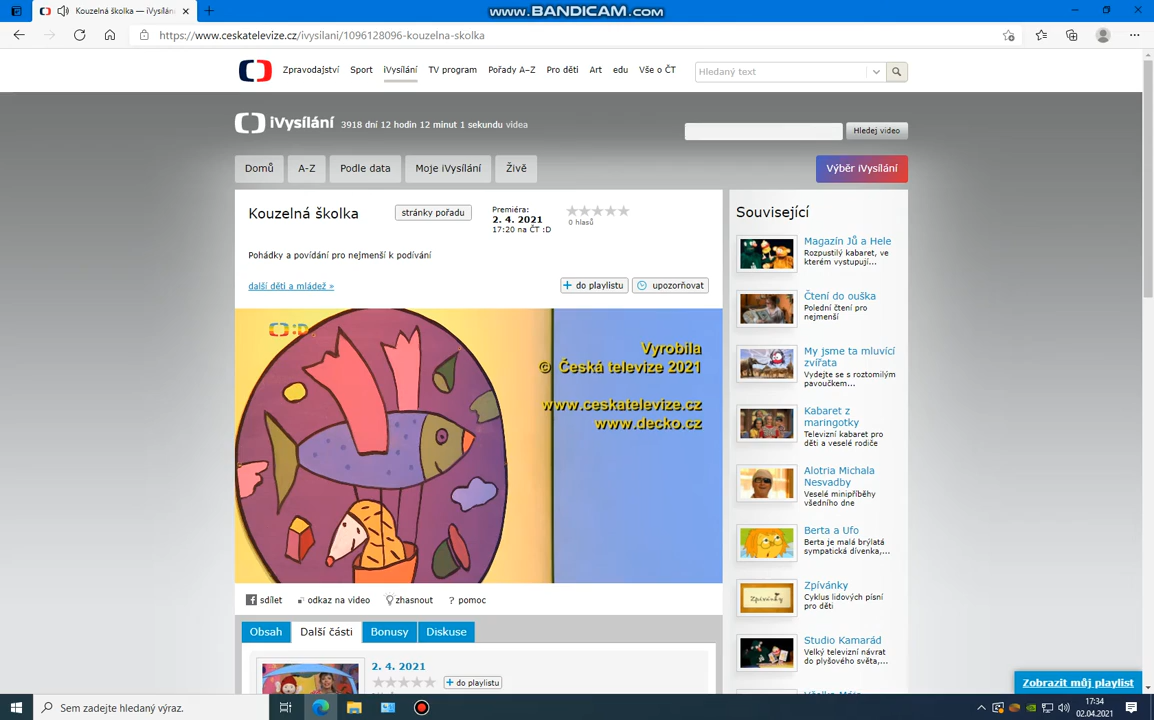 www.BANDICAM.com
Kouzelná školka — iVysílán
https://www.ceskatelevize.cz/ivysilani/1096128096-kouzelna-skolka
Zpravodajství Sport iVysílání TV program Pořady A–Z Pro děti Art edu Vše o ČT Hledaný text
iVysílání 3918 dní 12 hodin 12 minut 1 sekundu videa
Hledej video
Domů A-Z Podle data Moje iVysílání Živě Výběr iVysílání
Kouzelná školka
stránky pořadu
Premiéra:
2. 4. 2021
17:20 na ČT :D
0 hlasů
Pohádky a povídání pro nejmenší k podívání
další děti a mládež »
+ do playlistu
upozorňovat
:D
Vyrobila
© Česká televize 2021
www.ceskatelevize.cz
www.decko.cz
sdílet odkaz na video zhasnout ? pomoc
Obsah Další části Bonusy Diskuse
2. 4. 2021
+ do playlistu
Související
Magazín Jů a Hele
Rozpustilý kabaret, ve
kterém vystupují...
Čtení do ouška
Polední čtení pro
nejmenší
My jsme ta mluvící
zvířata
Vydejte se s roztomilým
pavoučkem...
Kabaret z
maringotky
Televizní kabaret pro
děti a veselé rodiče
Alotria Michala
Nesvadby
Veselé minipříběhy
všedního dne
Berta a Ufo
Berta je malá brýlatá
sympatická dívenka,...
Zpívánky
Zpívánky
Cyklus lidových písní
pro děti
Studio Kamarád
Velký televizní návrat
do plyšového světa,...
Zobrazit můj playlist
Sem zadejte hledaný výraz.
17:34
02.04.2021